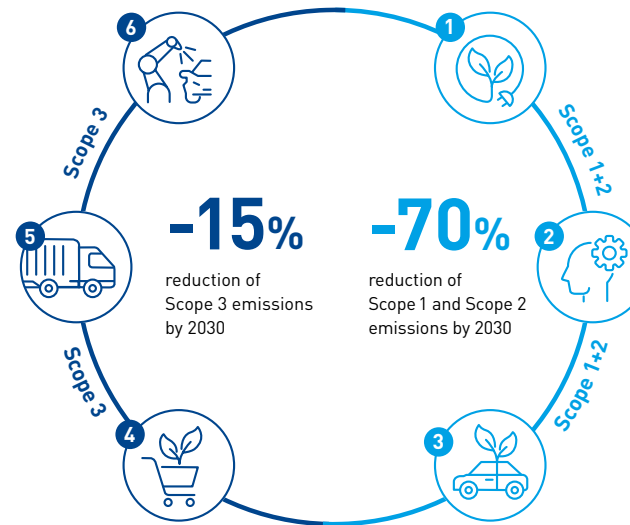 6
1
Scope 3
Scope 1+2
5
2
-15%
-70%
reduction of
Scope 3 emissions
by 2030
reduction of
Scope 1 and Scope 2
emissions by 2030
Scope 3
Scope 1+2
4
3